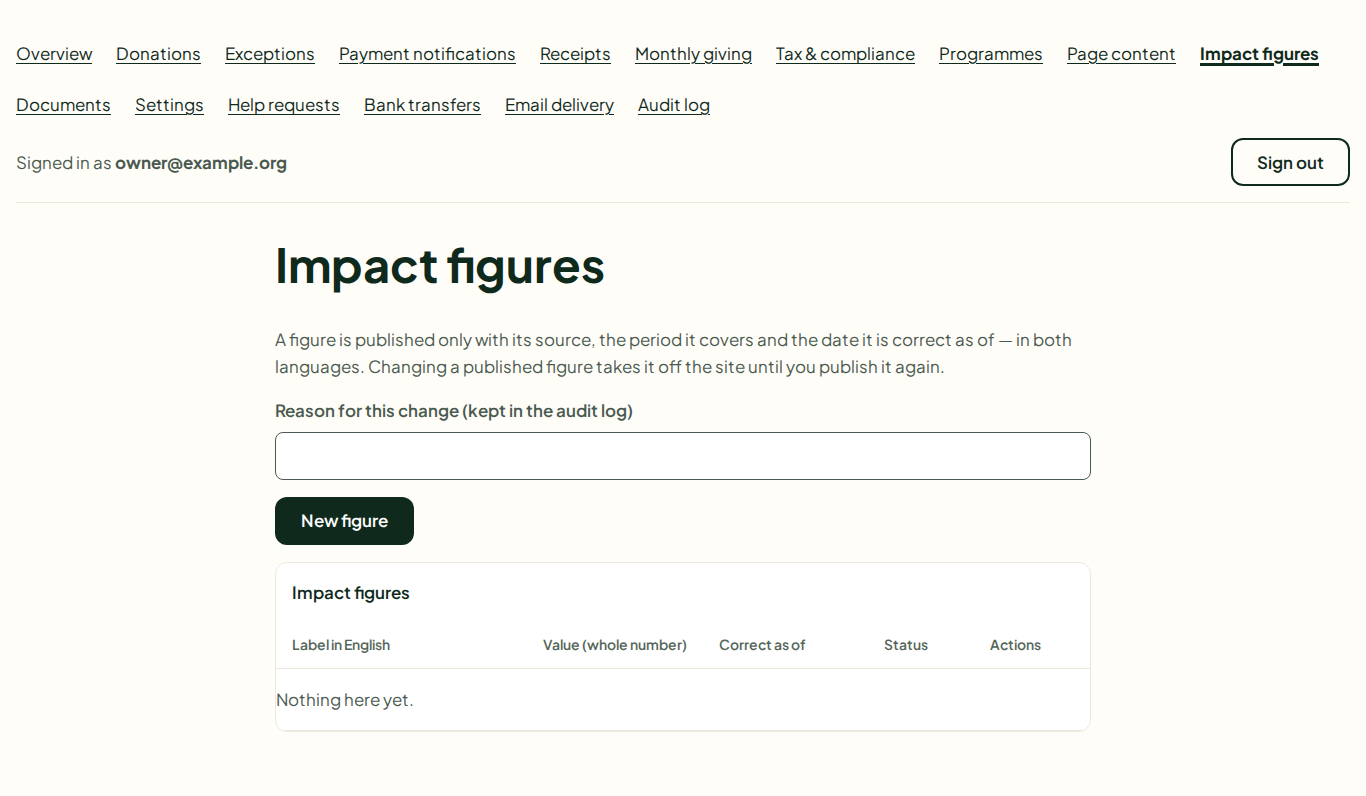 Overview Donations Exceptions Payment notifications Receipts Monthly giving Tax & compliance Programmes Page content Impact figures
Documents Settings Help requests Bank transfers Email delivery Audit log
Signed in as owner@example.org Sign out
Impact figures
A figure is published only with its source, the period it covers and the date it is correct as of — in both
languages. Changing a published figure takes it off the site until you publish it again.
Reason for this change (kept in the audit log)
New figure
Impact figures
Label in English Value (whole number) Correct as of Status Actions
Nothing here yet.